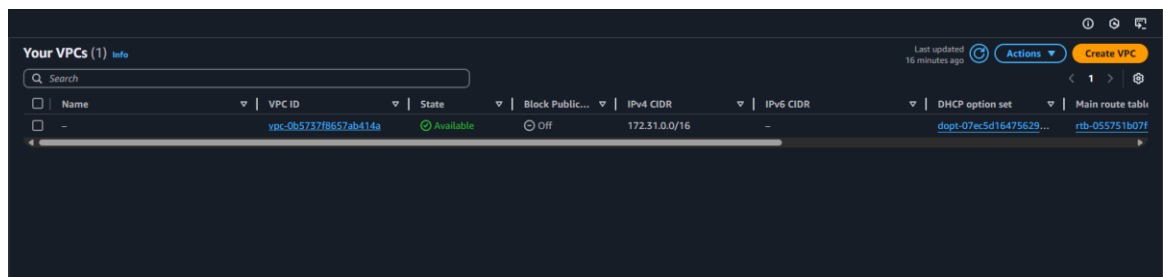 Your VPCs (1) Info
Last updated
16 minutes ago
Actions
Create VPC
Search
1
Name VPC ID State Block Public... IPv4 CIDR IPv6 CIDR DHCP option set Main route table
– vpc-0b5737f8657ab414a Available Off 172.31.0.0/16 – dopt-07ec5d16475629... rtb-055751b07f